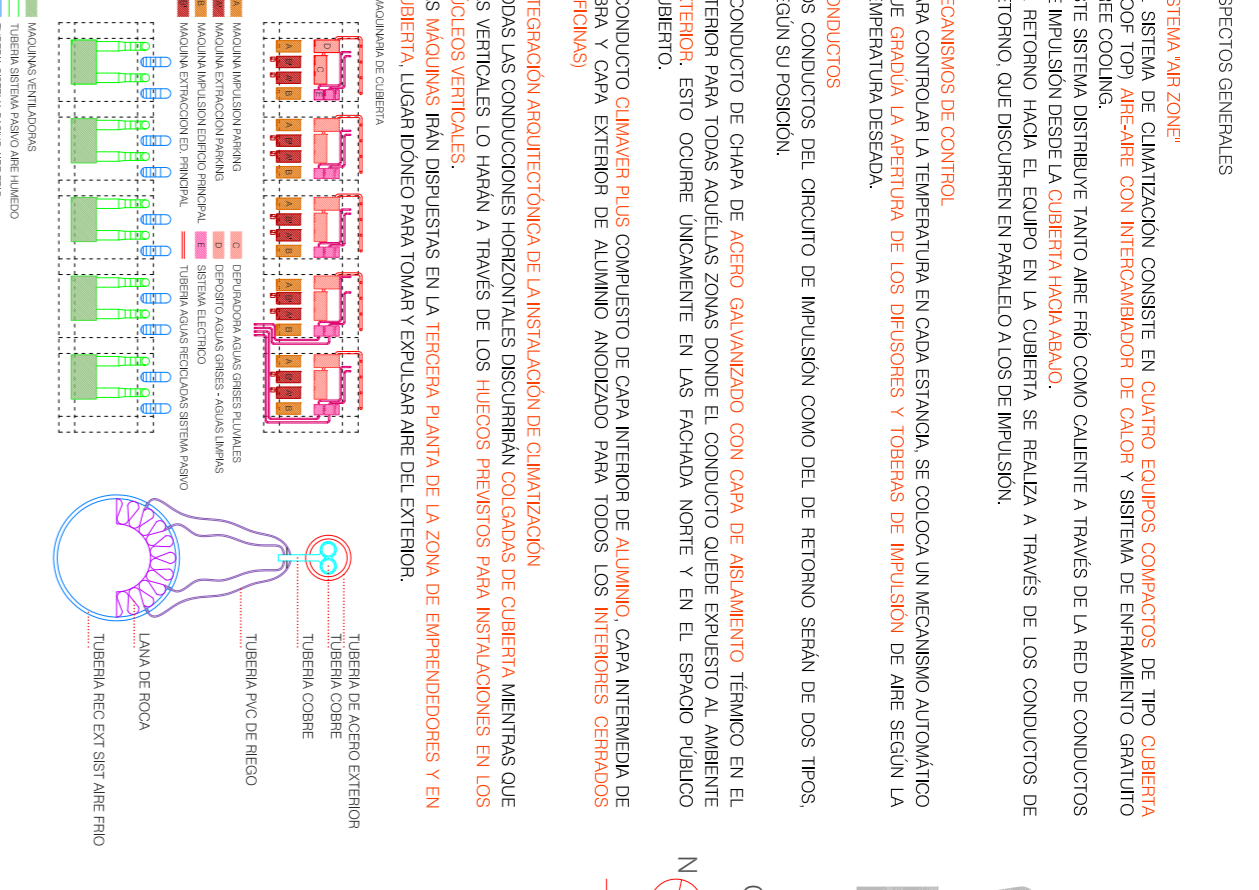 SPECTOS GENERALES
STEMA "AIR ZONE"
L SISTEMA DE CLIMATIZACIÓN CONSISTE EN CUATRO EQUIPOS COMPACTOS DE TIPO CUBIERTA
OOF TOP) AIRE-AIRE CON INTERCAMBIADOR DE CALOR Y SISITEMA DE ENFRIAMIENTO GRATUITO
REE COOLING.
STE SISTEMA DISTRIBUYE TANTO AIRE FRÍO COMO CALIENTE A TRAVÉS DE LA RED DE CONDUCTOS
E IMPULSIÓN DESDE LA CUBIERTA HACIA ABAJO.
RETORNO HACIA EL EQUIPO EN LA CUBIERTA SE REALIZA A TRAVÉS DE LOS CONDUCTOS DE
ETORNO, QUE DISCURREN EN PARALELO A LOS DE IMPULSIÓN.
ECANISMOS DE CONTROL
ARA CONTROLAR LA TEMPERATURA EN CADA ESTANCIA, SE COLOCA UN MECANISMO AUTOMÁTICO
UE GRADÚA LA APERTURA DE LOS DIFUSORES Y TOBERAS DE IMPULSIÓN DE AIRE SEGÚN LA
EMPERATURA DESEADA.
ONDUCTOS
OS CONDUCTOS DEL CIRCUITO DE IMPULSIÓN COMO DEL DE RETORNO SERÁN DE DOS TIPOS,
EGÚN SU POSICIÓN.
CONDUCTO DE CHAPA DE ACERO GALVANIZADO CON CAPA DE AISLAMIENTO TÉRMICO EN EL
TERIOR PARA TODAS AQUÉLLAS ZONAS DONDE EL CONDUCTO QUEDE EXPUESTO AL AMBIENTE
TERIOR. ESTO OCURRE ÚNICAMENTE EN LAS FACHADA NORTE Y EN EL ESPACIO PÚBLICO
UBIERTO.
CONDUCTO CLIMAVER PLUS COMPUESTO DE CAPA INTERIOR DE ALUMINIO, CAPA INTERMEDIA DE
BRA Y CAPA EXTERIOR DE ALUMINIO ANODIZADO PARA TODOS LOS INTERIORES CERRADOS
FICINAS)
TEGRACIÓN ARQUITECTÓNICA DE LA INSTALACIÓN DE CLIMATIZACIÓN
ODAS LAS CONDUCCIONES HORIZONTALES DISCURRIRÁN COLGADAS DE CUBIERTA MIENTRAS QUE
S VERTICALES LO HARÁN A TRAVÉS DE LOS HUECOS PREVISTOS PARA INSTALACIONES EN LOS
ÚCLEOS VERTICALES.
S MÁQUINAS IRÁN DISPUESTAS EN LA TERCERA PLANTA DE LA ZONA DE EMPRENDEDORES Y EN
UBIERTA, LUGAR IDÓNEO PARA TOMAR Y EXPULSAR AIRE DEL EXTERIOR.
MAQUINARIA DE CUBIERTA
A MAQUINA IMPULSION PARKING
A' MAQUINA EXTRACCION PARKING
B MAQUINA IMPULSION EDIFICIO PRINCIPAL
B' MAQUINA EXTRACCION ED. PRINCIPAL
C DEPURADORA AGUAS GRISES PLUVIALES
D DEPOSITO AGUAS GRISES - AGUAS LIMPIAS
E SISTEMA ELECTRICO
TUBERIA AGUAS RECICLADAS SISTEMA PASIVO
MAQUINAS VENTILADORAS
TUBERIA SISTEMA PASIVO AIRE HUMEDO
TUBERIA DE ACERO EXTERIOR
TUBERIA COBRE
TUBERIA COBRE
TUBERIA PVC DE RIEGO
LANA DE ROCA
TUBERIA REC EXT SIST AIRE FRIO
N